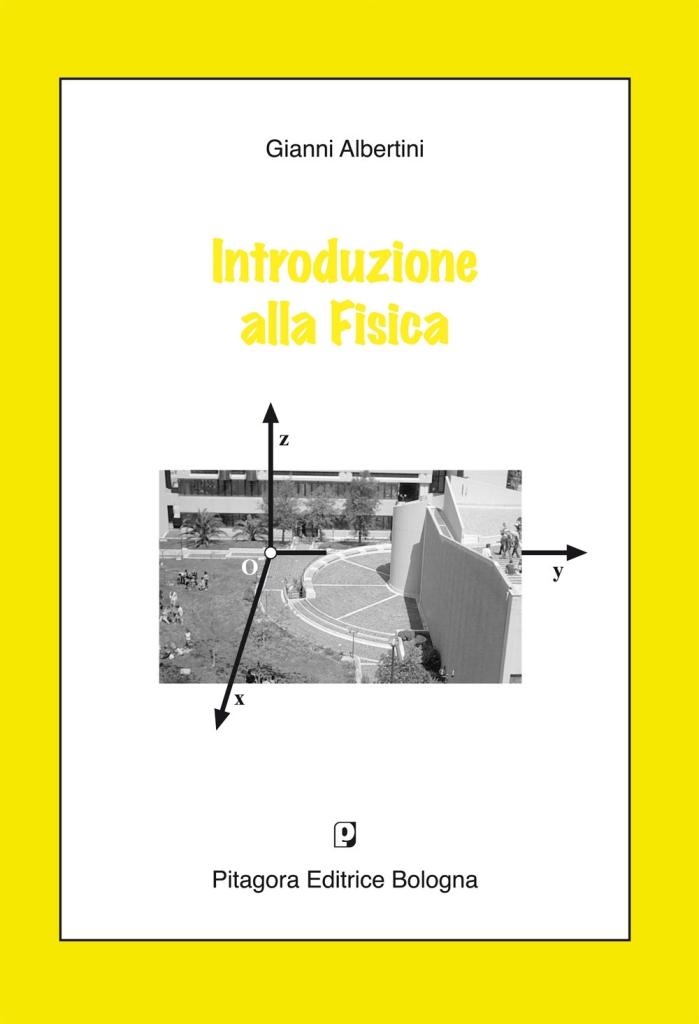 Gianni Albertini
Introduzione
alla Fisica
z
O
y
x
Pitagora Editrice Bologna